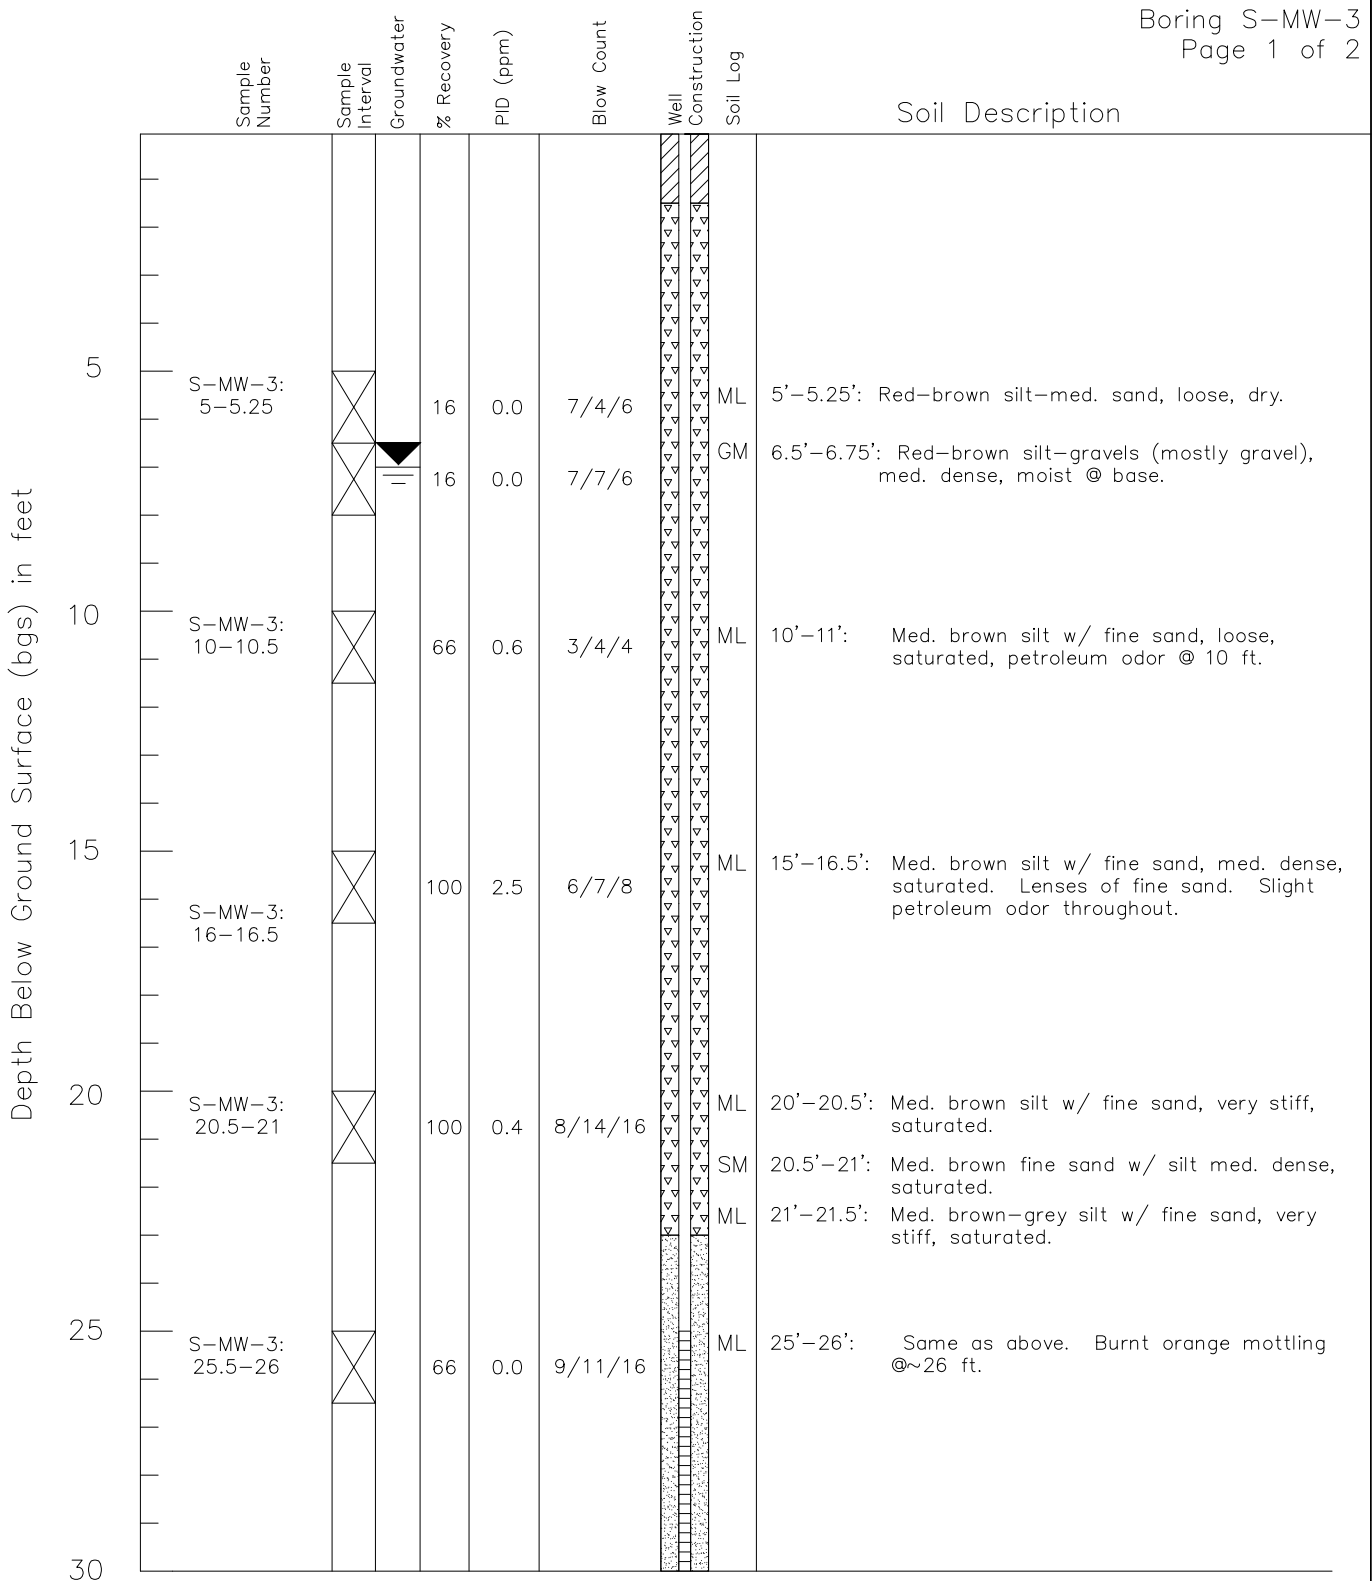 Boring S-MW-3
Page 1 of 2
Sample
Number
Sample
Interval
Groundwater
% Recovery
PID (ppm)
Blow Count
Well
Construction
Soil Log
Soil Description
Depth Below Ground Surface (bgs) in feet
5
S-MW-3:
5-5.25
16
0.0
7/4/6
ML
5'-5.25': Red-brown silt-med. sand, loose, dry.
16
0.0
7/7/6
GM
6.5'-6.75': Red-brown silt-gravels (mostly gravel),
med. dense, moist @ base.
10
S-MW-3:
10-10.5
66
0.6
3/4/4
ML
10'-11': Med. brown silt w/ fine sand, loose,
saturated, petroleum odor @ 10 ft.
15
S-MW-3:
16-16.5
100
2.5
6/7/8
ML
15'-16.5': Med. brown silt w/ fine sand, med. dense,
saturated. Lenses of fine sand. Slight
petroleum odor throughout.
20
S-MW-3:
20.5-21
100
0.4
8/14/16
ML
20'-20.5': Med. brown silt w/ fine sand, very stiff,
saturated.
SM
20.5'-21': Med. brown fine sand w/ silt med. dense,
saturated.
ML
21'-21.5': Med. brown-grey silt w/ fine sand, very
stiff, saturated.
25
S-MW-3:
25.5-26
66
0.0
9/11/16
ML
25'-26': Same as above. Burnt orange mottling
@~26 ft.
30